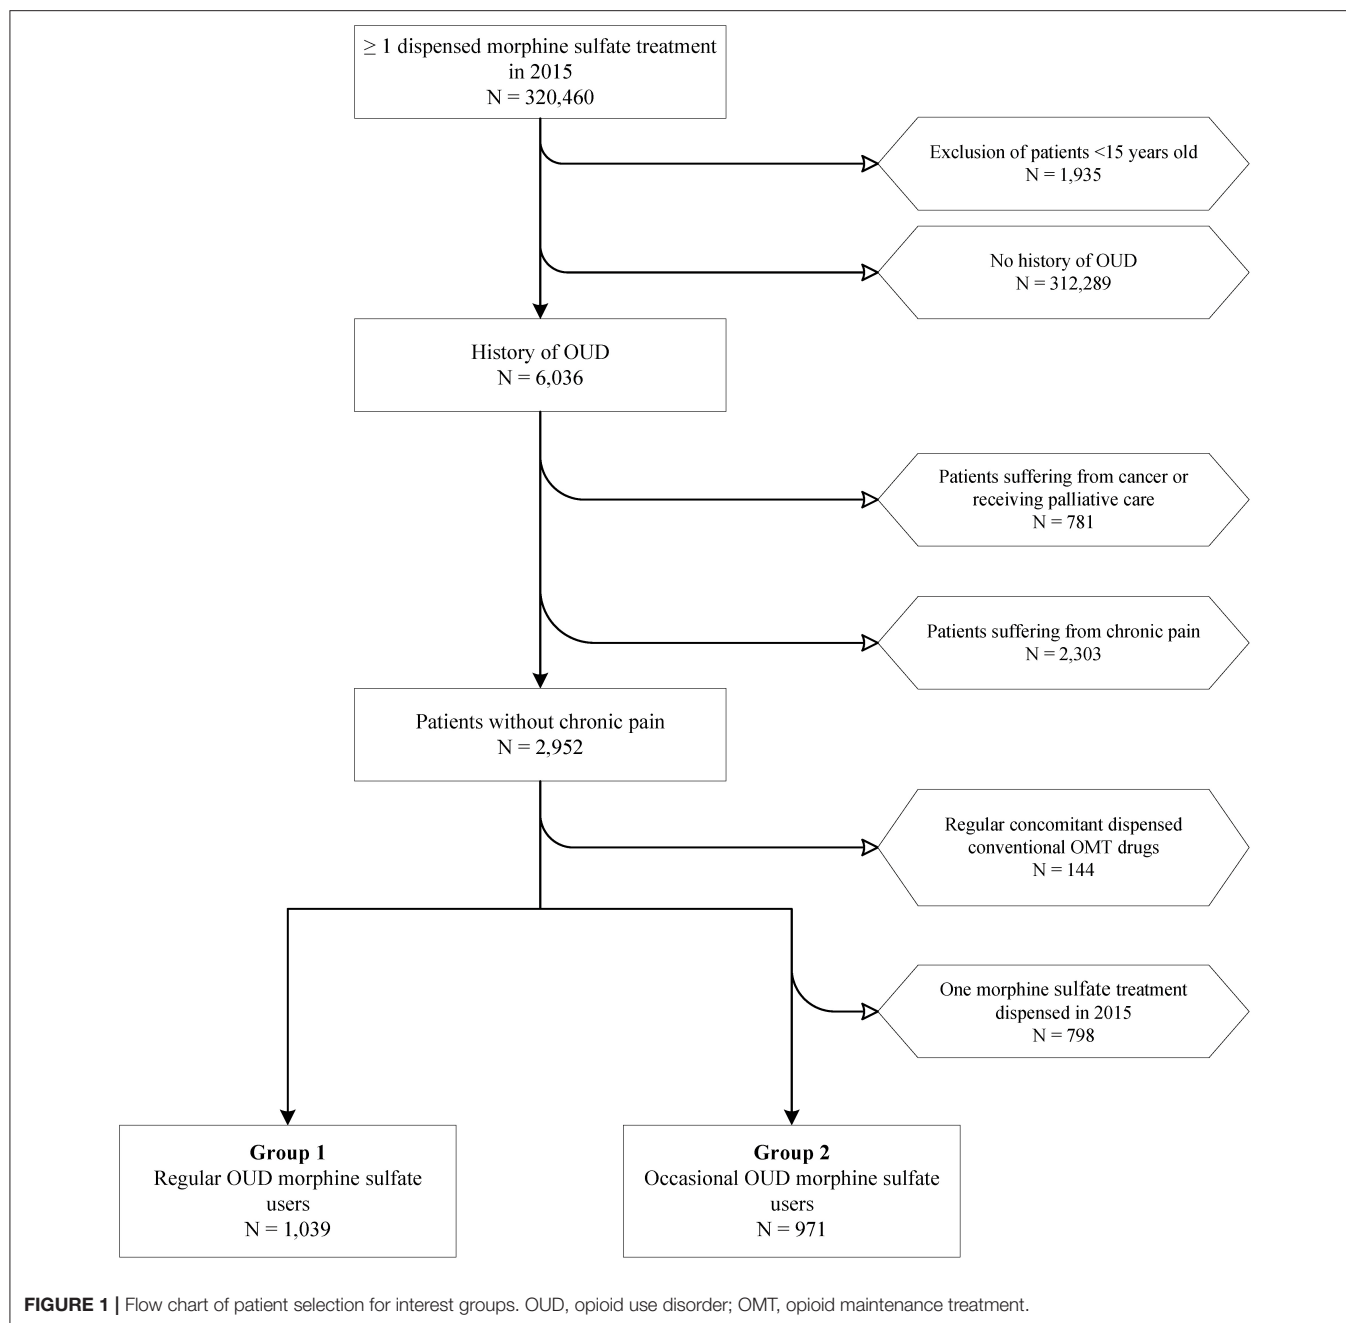 ≥ 1 dispensed morphine sulfate treatment
in 2015
N = 320,460
Exclusion of patients <15 years old
N = 1,935
No history of OUD
N = 312,289
History of OUD
N = 6,036
Patients suffering from cancer or
receiving palliative care
N = 781
Patients suffering from chronic pain
N = 2,303
Patients without chronic pain
N = 2,952
Regular concomitant dispensed
conventional OMT drugs
N = 144
One morphine sulfate treatment
dispensed in 2015
N = 798
Group 1
Regular OUD morphine sulfate
users
N = 1,039
Group 2
Occasional OUD morphine sulfate
users
N = 971
FIGURE 1 | Flow chart of patient selection for interest groups. OUD, opioid use disorder; OMT, opioid maintenance treatment.